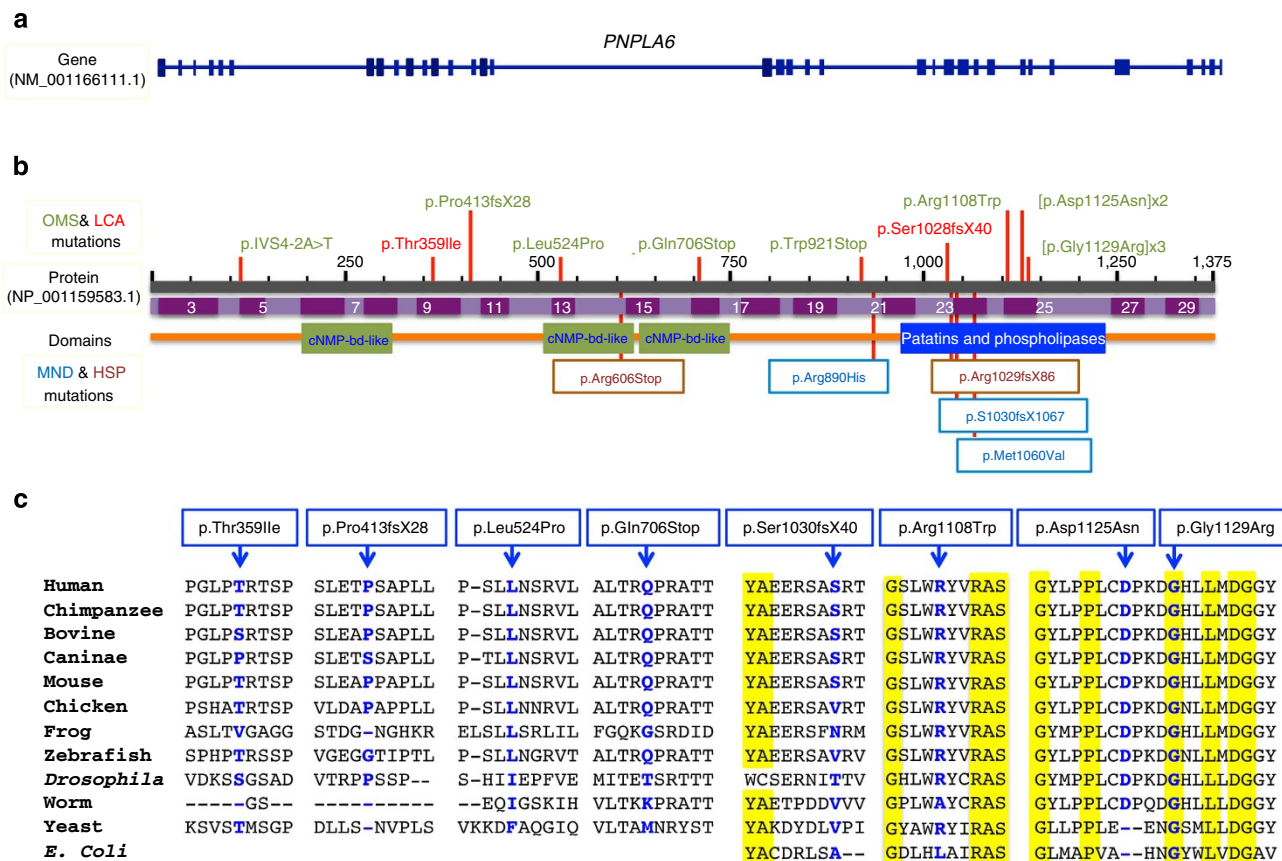 a
PNPLA6
Gene
(NM_001166111.1)
b
OMS& LCA
mutations
p.IVS4-2A>T
p.Thr359Ile
p.Pro413fsX28
p.Leu524Pro
p.Gln706Stop
p.Trp921Stop
p.Arg1108Trp
p.Ser1028fsX40
[p.Asp1125Asn]x2
[p.Gly1129Arg]x3
Protein
(NP_001159583.1)
250 500 750 1,000 1,250 1,375
3 5 7 9 11 13 15 17 19 21 23 25 27 29
Domains
cNMP-bd-like cNMP-bd-like cNMP-bd-like Patatins and phospholipases
MND & HSP
mutations
p.Arg606Stop p.Arg890His p.Arg1029fsX86
p.S1030fsX1067
p.Met1060Val
c
p.Thr359Ile p.Pro413fsX28 p.Leu524Pro p.Gln706Stop p.Ser1030fsX40 p.Arg1108Trp p.Asp1125Asn p.Gly1129Arg
Human PGLPTRTSP SLETPSAPLL P-SLLNSRVL ALTRQPRATT YAEERSASRT GSLWRYVRAS GYLPPLCDPKDGHLLMDGGY
Chimpanzee PGLPTRTSP SLETPSAPLL P-SLLNSRVL ALTRQPRATT YAEERSASRT GSLWRYVRAS GYLPPLCDPKDGHLLMDGGY
Bovine PGLPSRTSP SLEAPSAPLL P-SLLNSRVL ALTRQPRATT YAEERSASRT GSLWRYVRAS GYLPPLCDPKDGHLLMDGGY
Caninae PGLPPRTSP SLETSSAPLL P-TLLNSRVL ALTRQPRATT YAEERSASRT GSLWRYVRAS GYLPPLCDPKDGHLLMDGGY
Mouse PGLPTRTSP SLEAPPAPLL P-SLLNSRVL ALTRQPRATT YAEERSASRT GSLWRYVRAS GYLPPLCDPKDGHLLMDGGY
Chicken PSHATRTSP VLDAPAPPLL P-SLLNNRVL ALTRQPRATT YAEERSAVRT GSLWRYVRAS GYLPPLCDPKDGNLLMDGGY
Frog ASLTVGAGG STDG-NGHKR ELSLLSRLIL FGQKGSRDID YAEERSFNRM GSLWRYVRAS GYMPPLCDPKDGHLLMDGGY
Zebrafish SPHPTRSSP VGEGGTIPTL P-SLLNGRVT ALTRQPRATT YAEERSAVRI GSLWRYVRAS GYLPPLCDPKDGNLLMDGGY
Drosophila VDKSSGSAD VTRPPSSP-- S-HIIEPFVE MITETSRTTT WCSERNITTV GHLWRYCRAS GYMPPLCDPKDGHLLLDGGY
Worm -----GS-- ---------- --EQIGSKIH VLTKKPRATT YAETPDDVVV GPLWAYCRAS GYLPPLCDPQDGHLLLDGGY
Yeast KSVSTMSGP DLLS-NVPLS VKKDFAQGIQ VLTAMNRYST YAKDYDLVPI GYAWRYIRAS GLLPPLE--ENGSMLLDGGY
E. Coli YACDRLSA-- GDLHLAIRAS GLMAPVA--HNGYWLVDGAV